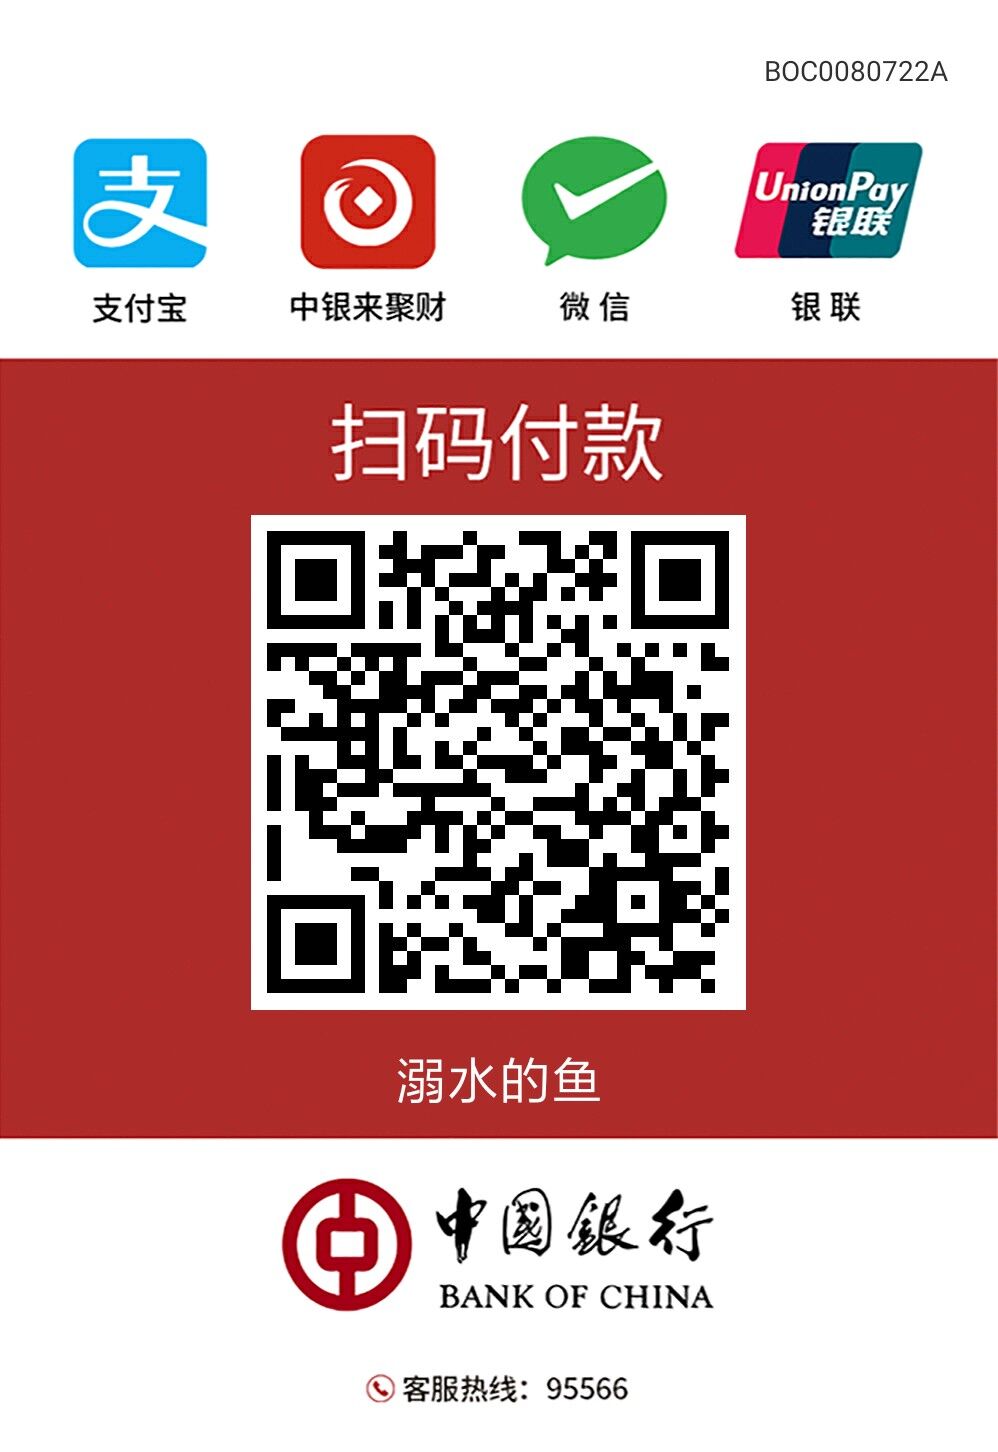 BOC0080722A
支
UnionPay
银联
支付宝 中银来聚财 微信 银联
扫码付款
溺水的鱼
中國銀行
BANK OF CHINA
客服热线：95566